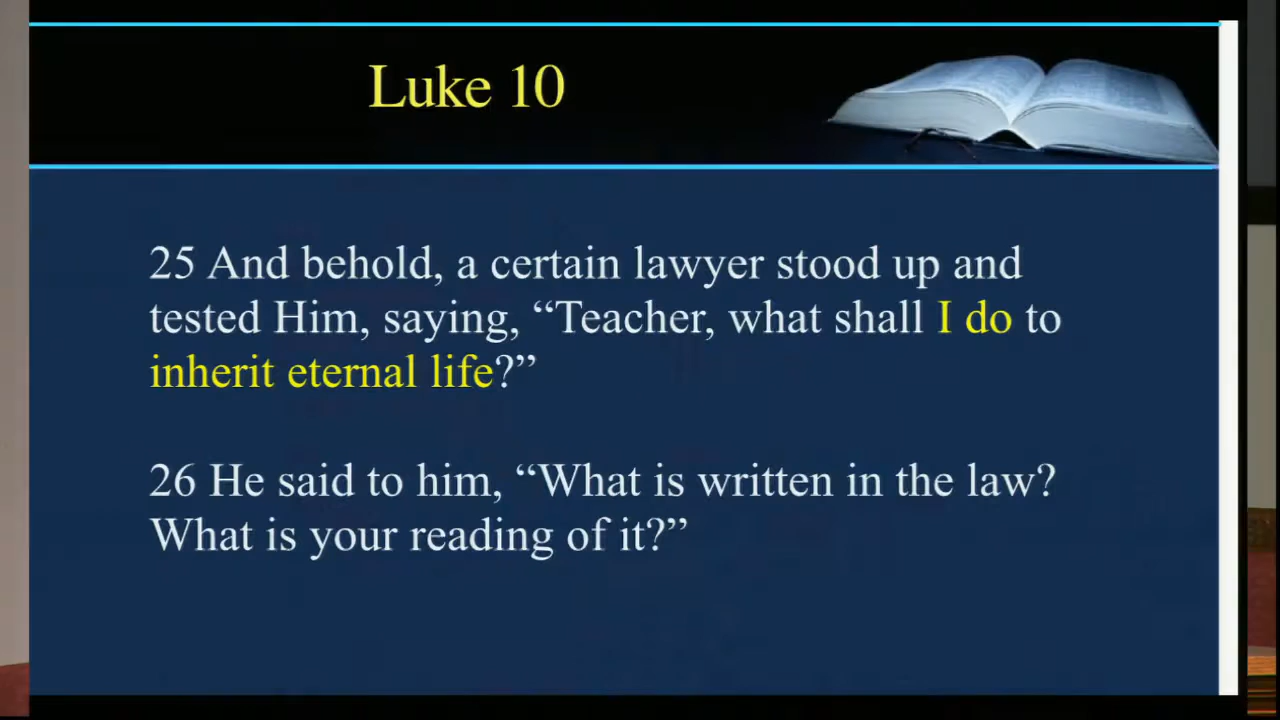 Luke 10
25 And behold, a certain lawyer stood up and
tested Him, saying, “Teacher, what shall I do to
inherit eternal life?”
26 He said to him, “What is written in the law?
What is your reading of it?”